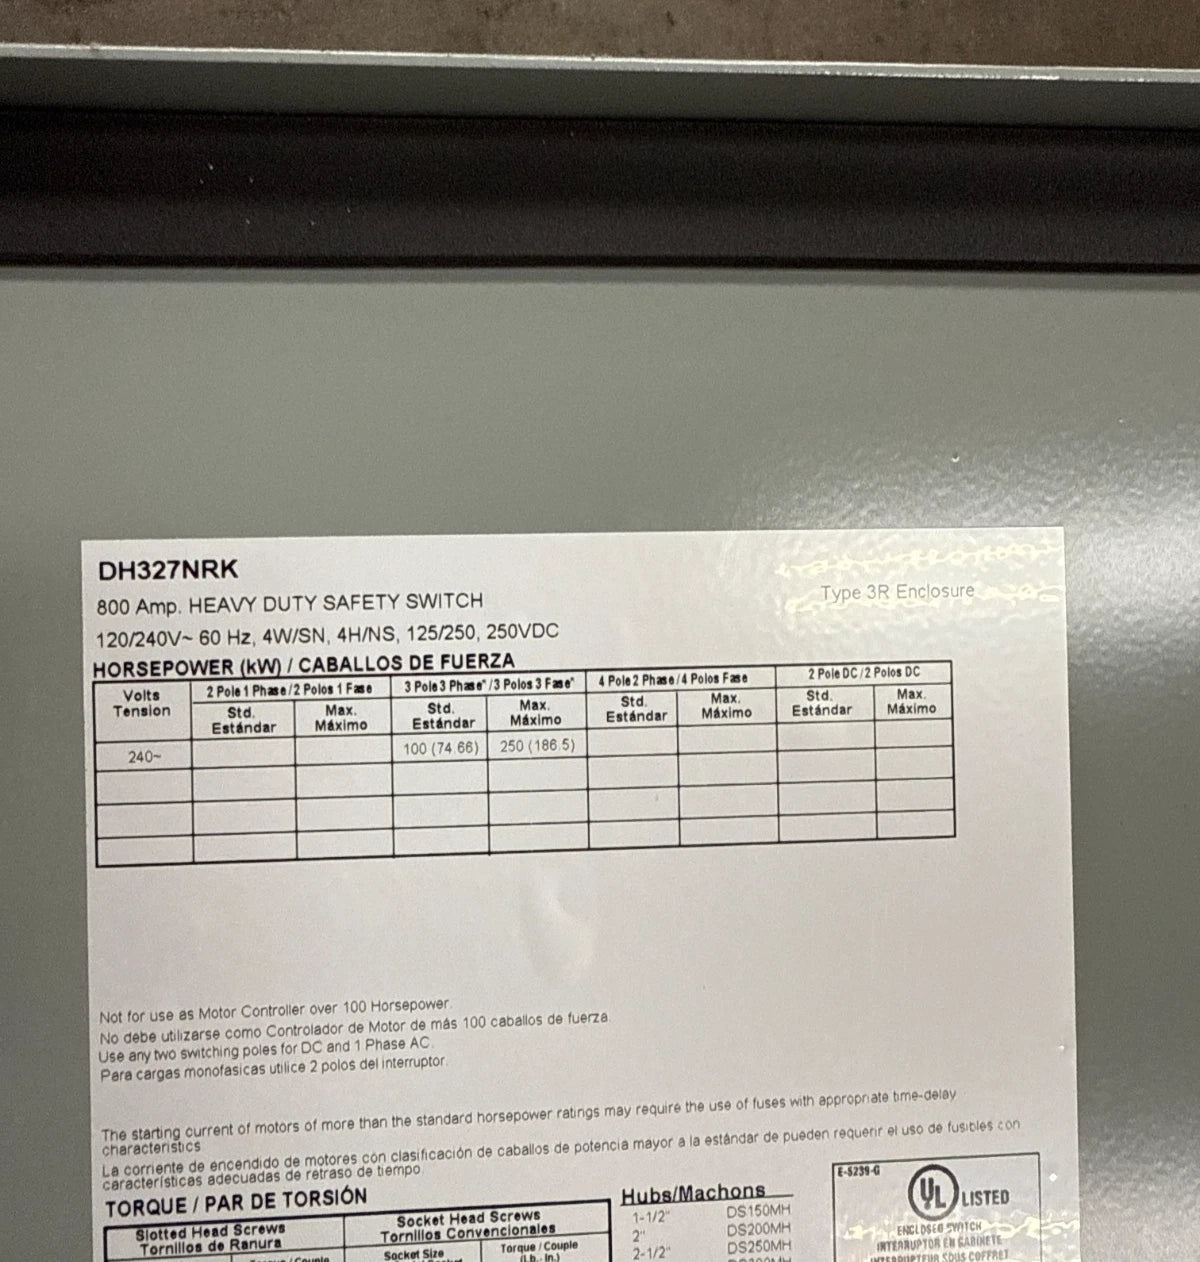 DH327NRK
800 Amp. HEAVY DUTY SAFETY SWITCH
Type 3R Enclosure
120/240V~ 60 Hz, 4W/SN, 4H/NS, 125/250, 250VDC
HORSEPOWER (kW) / CABALLOS DE FUERZA
Volts Tension 2 Pole 1 Phase/2 Polos 1 Fase 3 Pole 3 Phase*/3 Polos 3 Fase* 4 Pole 2 Phase/4 Polos Fase 2 Pole DC/2 Polos DC
Std. Estándar Max. Máximo Std. Estándar Max. Máximo Std. Estándar Max. Máximo Std. Estándar Max. Máximo
240~ 100 (74.66) 250 (186.5)
Not for use as Motor Controller over 100 Horsepower.
No debe utilizarse como Controlador de Motor de más 100 caballos de fuerza.
Use any two switching poles for DC and 1 Phase AC.
Para cargas monofasicas utilice 2 polos del interruptor.
The starting current of motors of more than the standard horsepower ratings may require the use of fuses with appropriate time-delay
characteristics
La corriente de encendido de motores con clasificación de caballos de potencia mayor a la estándar de pueden requerir el uso de fusibles con
características adecuadas de retraso de tiempo
TORQUE / PAR DE TORSIÓN
Slotted Head Screws
Tornillos de Ranura
Socket Head Screws
Tornillos Convencionales
Socket Size
Torque / Couple
(Lb. In.)
Hubs/Machons
1-1/2" DS150MH
2" DS200MH
2-1/2" DS250MH
E-5239-G
UL LISTED
ENCLOSED SWITCH
INTERRUPTOR EN GABINETE
INTERRUPTEUR SOUS COFFRET